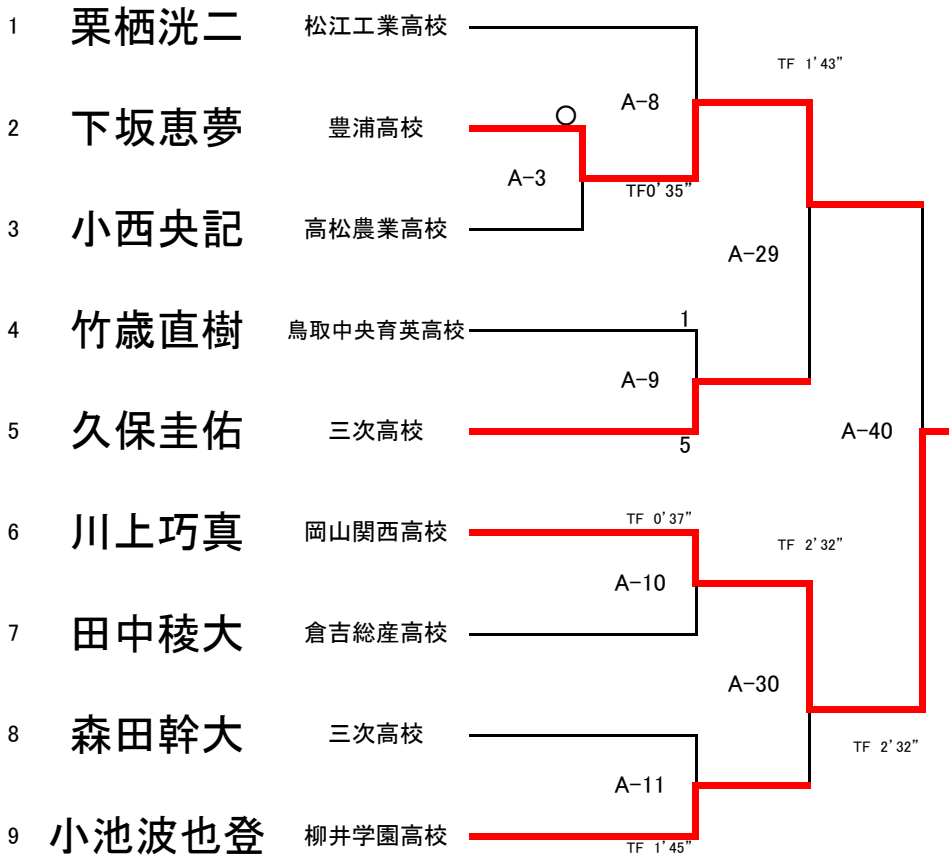 1 栗栖洸二 松江工業高校
TF 1'43”
A-8
2 下坂恵夢 豊浦高校 ○
A-3
TF0'35”
3 小西央記 高松農業高校
A-29
4 竹歳直樹 鳥取中央育英高校 1
A-9
5 久保圭佑 三次高校 5
A-40
6 川上巧真 岡山関西高校 TF 0'37”
TF 2'32”
A-10
7 田中稜大 倉吉総産高校
A-30
8 森田幹大 三次高校
TF 2'32”
A-11
9 小池波也登 柳井学園高校 TF 1'45”